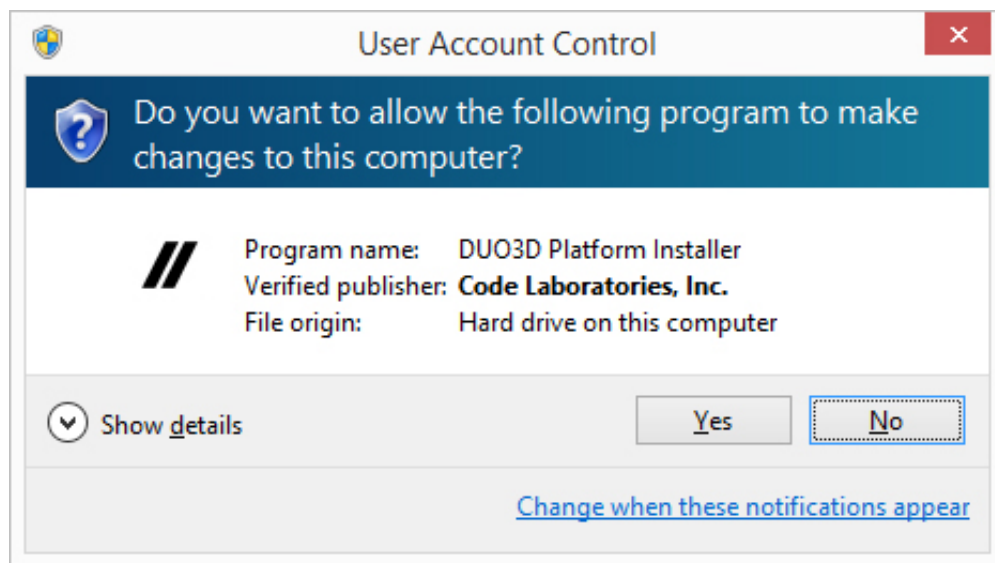 User Account Control
Do you want to allow the following program to make
changes to this computer?
Program name: DUO3D Platform Installer
Verified publisher: Code Laboratories, Inc.
File origin: Hard drive on this computer
Show details
Yes
No
Change when these notifications appear